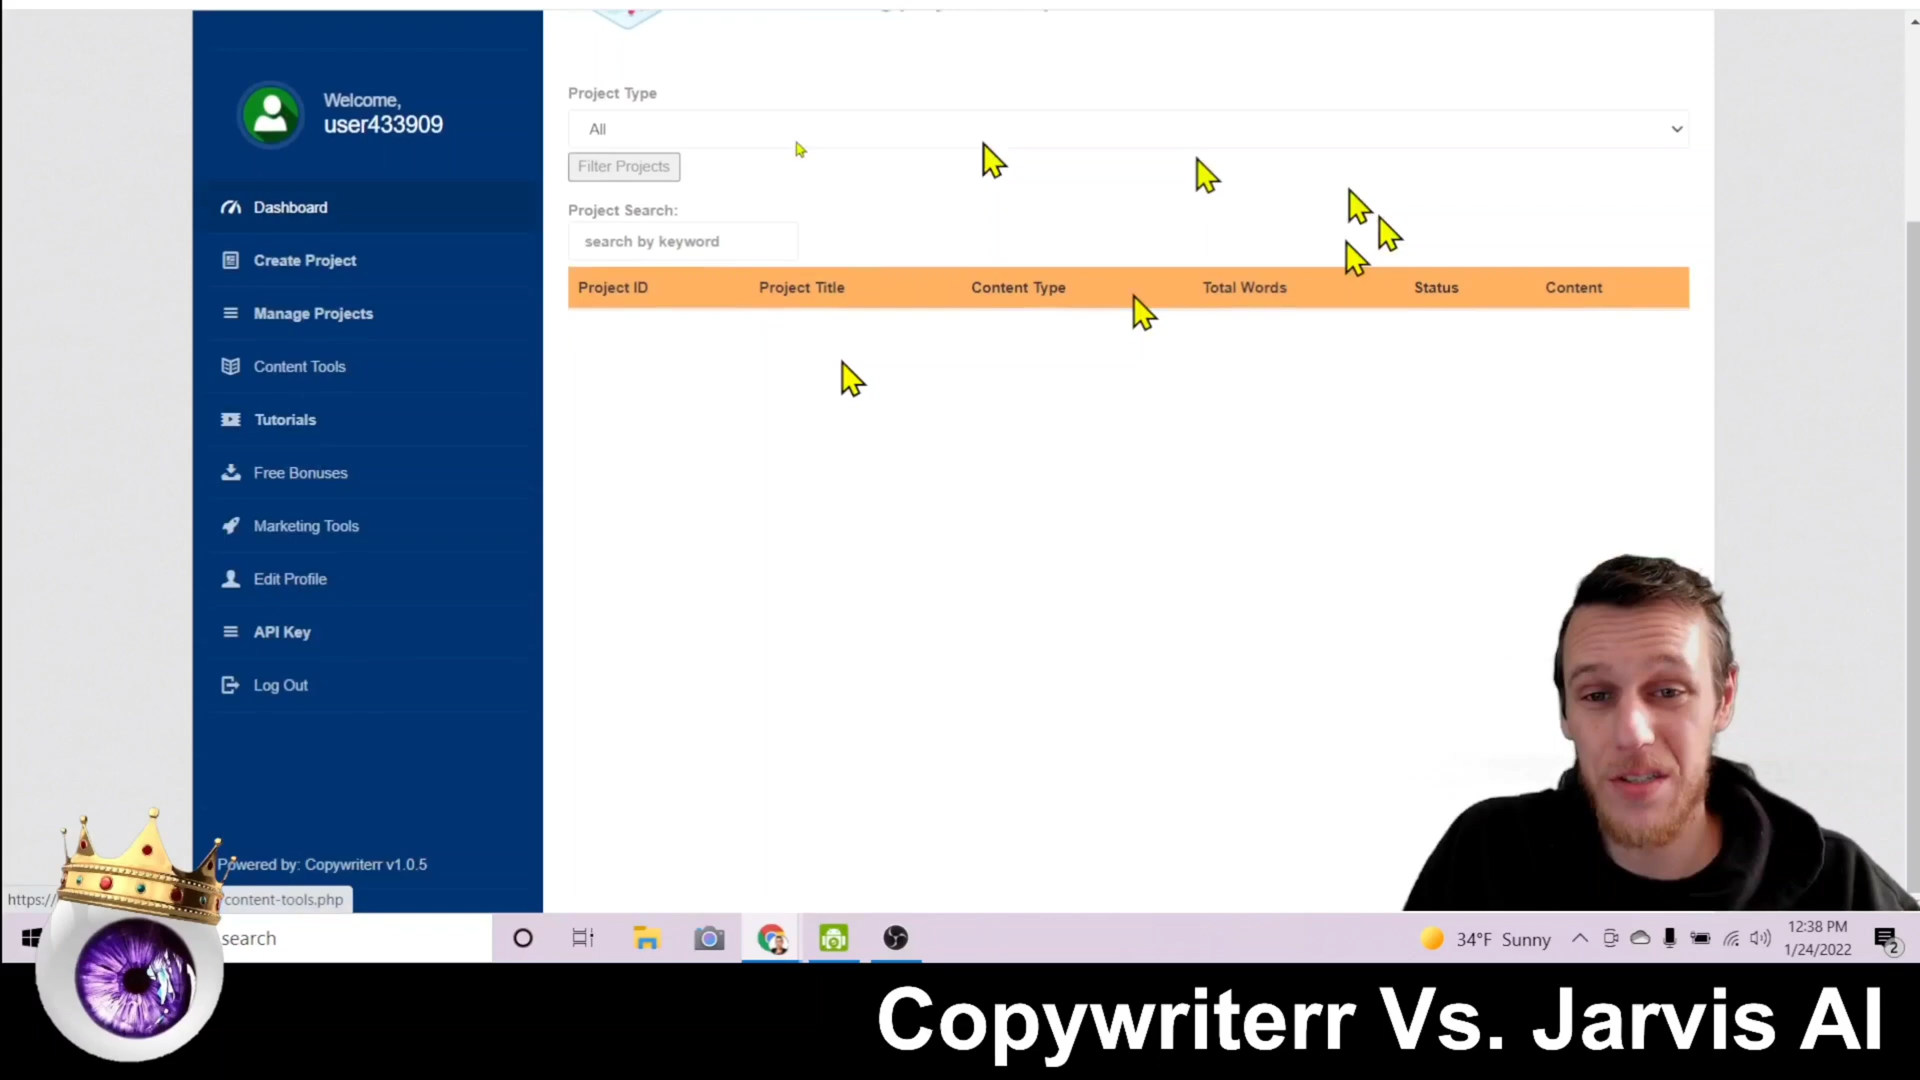 Welcome,
user433909
Dashboard
Create Project
Manage Projects
Content Tools
Tutorials
Free Bonuses
Marketing Tools
Edit Profile
API Key
Log Out
Powered by: Copywriterr v1.0.5
Project Type
All
Filter Projects
Project Search:
search by keyword
Project ID Project Title Content Type Total Words Status Content
https:// content-tools.php
search
34°F Sunny
12:38 PM
1/24/2022
2
Copywriterr Vs. Jarvis AI